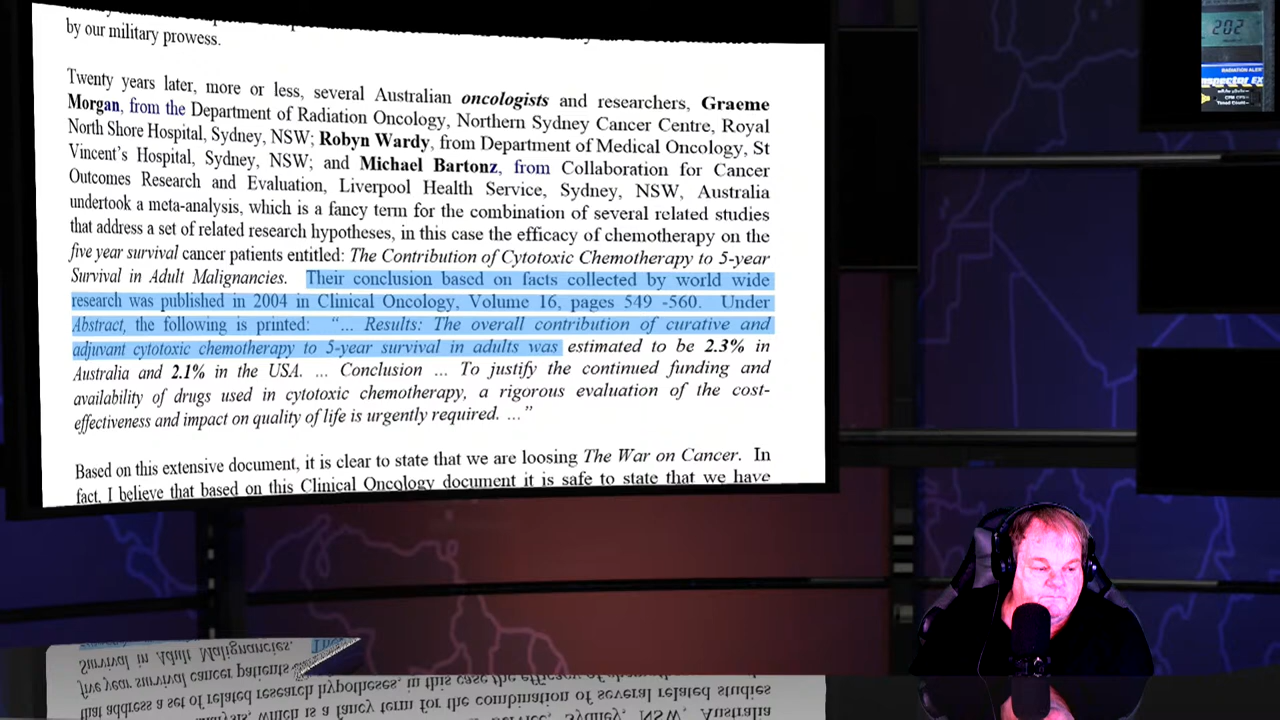 by our military prowess.
Twenty years later, more or less, several Australian oncologists and researchers, Graeme
Morgan, from the Department of Radiation Oncology, Northern Sydney Cancer Centre, Royal
North Shore Hospital, Sydney, NSW; Robyn Wardy, from Department of Medical Oncology, St
Vincent's Hospital, Sydney, NSW; and Michael Bartonz, from Collaboration for Cancer
Outcomes Research and Evaluation, Liverpool Health Service, Sydney, NSW, Australia
undertook a meta-analysis, which is a fancy term for the combination of several related studies
that address a set of related research hypotheses, in this case the efficacy of chemotherapy on the
five year survival cancer patients entitled: The Contribution of Cytotoxic Chemotherapy to 5-year
Survival in Adult Malignancies. Their conclusion based on facts collected by world wide
research was published in 2004 in Clinical Oncology, Volume 16, pages 549 -560. Under
Abstract, the following is printed: "... Results: The overall contribution of curative and
adjuvant cytotoxic chemotherapy to 5-year survival in adults was estimated to be 2.3% in
Australia and 2.1% in the USA. ... Conclusion ... To justify the continued funding and
availability of drugs used in cytotoxic chemotherapy, a rigorous evaluation of the cost-
effectiveness and impact on quality of life is urgently required. ..."
Based on this extensive document, it is clear to state that we are loosing The War on Cancer. In
fact, I believe that based on this Clinical Oncology document it is safe to state that we have
202
RADIATION ALERT